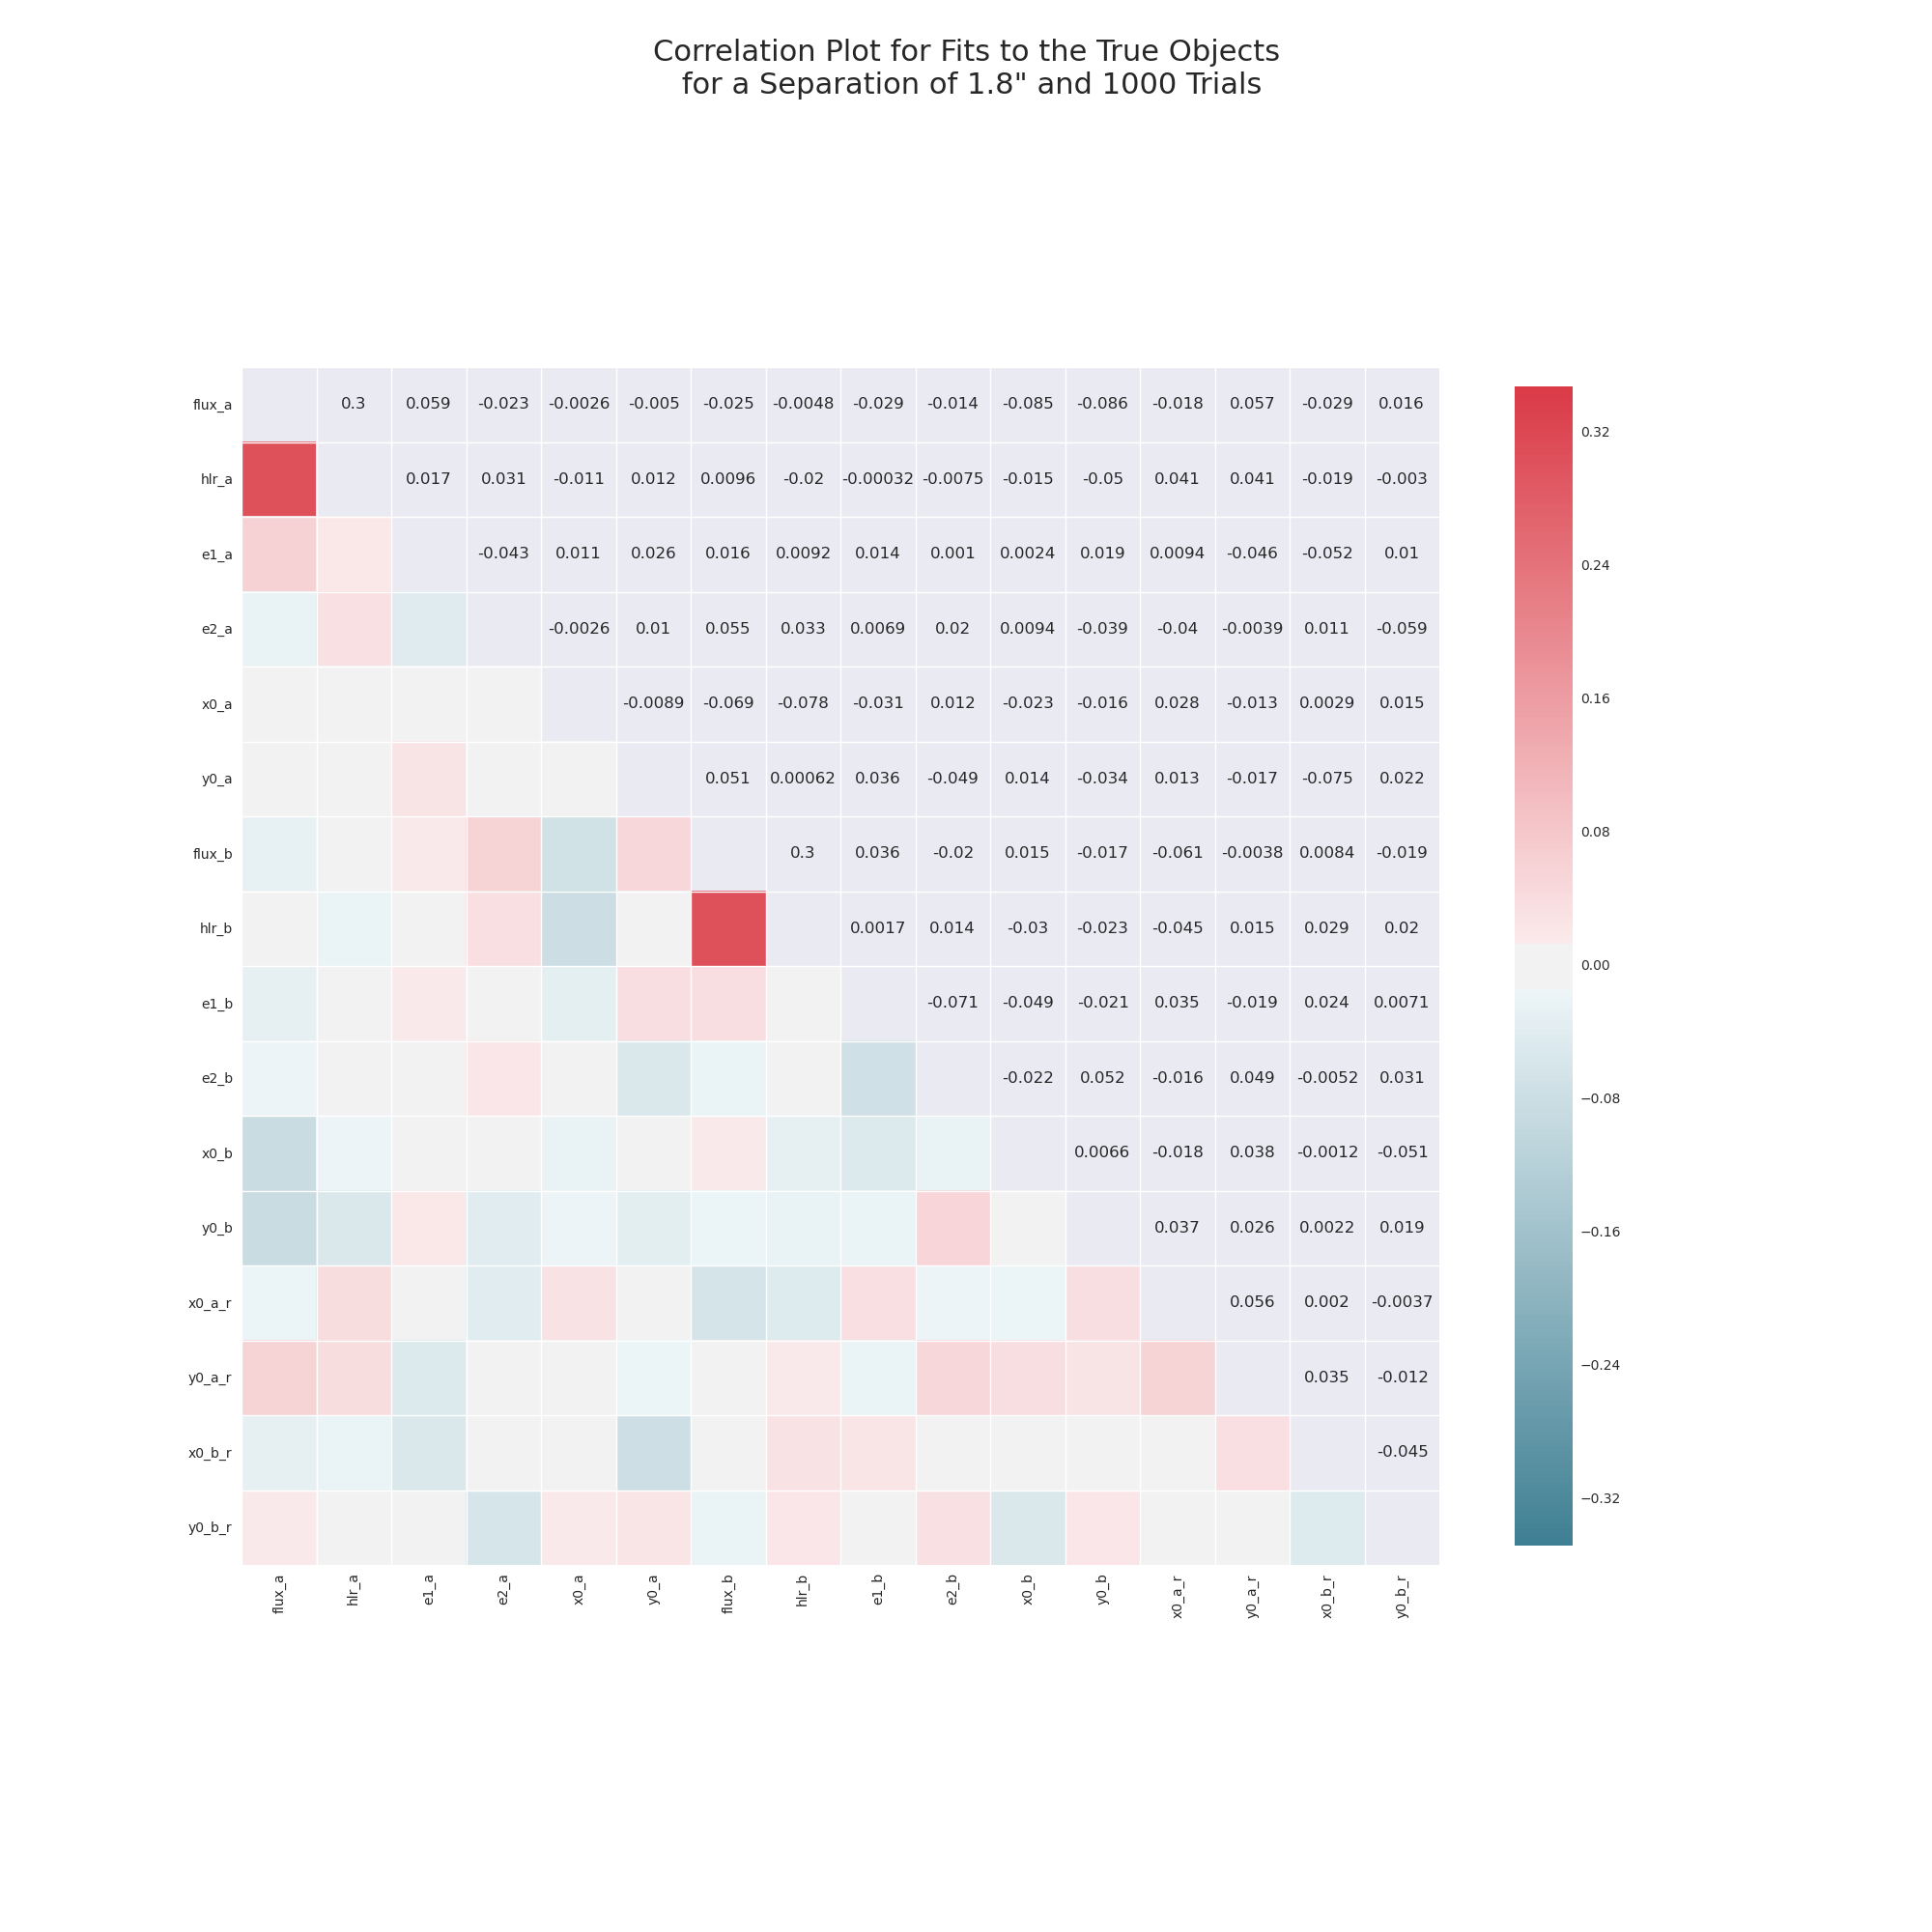 Correlation Plot for Fits to the True Objects
for a Separation of 1.8" and 1000 Trials
flux_a 0.3 0.059 -0.023 -0.0026 -0.005 -0.025 -0.0048 -0.029 -0.014 -0.085 -0.086 -0.018 0.057 -0.029 0.016
hlr_a 0.017 0.031 -0.011 0.012 0.0096 -0.02 -0.00032 -0.0075 -0.015 -0.05 0.041 0.041 -0.019 -0.003
e1_a -0.043 0.011 0.026 0.016 0.0092 0.014 0.001 0.0024 0.019 0.0094 -0.046 -0.052 0.01
e2_a -0.0026 0.01 0.055 0.033 0.0069 0.02 0.0094 -0.039 -0.04 -0.0039 0.011 -0.059
x0_a -0.0089 -0.069 -0.078 -0.031 0.012 -0.023 -0.016 0.028 -0.013 0.0029 0.015
y0_a 0.051 0.00062 0.036 -0.049 0.014 -0.034 0.013 -0.017 -0.075 0.022
flux_b 0.3 0.036 -0.02 0.015 -0.017 -0.061 -0.0038 0.0084 -0.019
hlr_b 0.0017 0.014 -0.03 -0.023 -0.045 0.015 0.029 0.02
e1_b -0.071 -0.049 -0.021 0.035 -0.019 0.024 0.0071
e2_b -0.022 0.052 -0.016 0.049 -0.0052 0.031
x0_b 0.0066 -0.018 0.038 -0.0012 -0.051
y0_b 0.037 0.026 0.0022 0.019
x0_a_r 0.056 0.002 -0.0037
y0_a_r 0.035 -0.012
x0_b_r -0.045
y0_b_r
flux_a hlr_a e1_a e2_a x0_a y0_a flux_b hlr_b e1_b e2_b x0_b y0_b x0_a_r y0_a_r x0_b_r y0_b_r
0.32
0.24
0.16
0.08
0.00
−0.08
−0.16
−0.24
−0.32